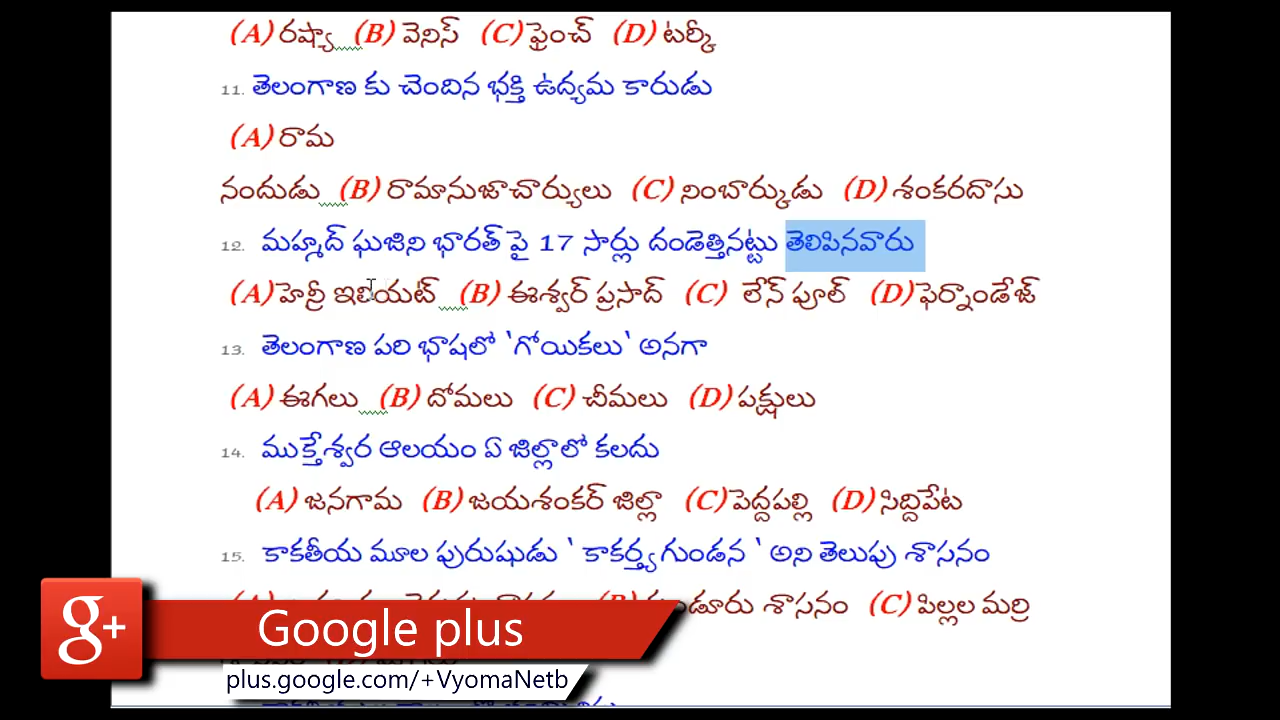 (A) రష్యా (B) వెనిస్ (C) ఫ్రెంచ్ (D) టర్కీ
11. తెలంగాణ కు చెందిన భక్తి ఉద్యమ కారుడు
(A) రామ
నందుడు (B) రామానుజాచార్యులు (C) నింబార్కుడు (D) శంకరదాసు
12. మహ్మద్ ఘజిని భారత్ పై 17 సార్లు దండెత్తినట్టు తెలిపినవారు
(A) హెన్రీ ఇలియట్ (B) ఈశ్వర్ ప్రసాద్ (C) లేన్ పూల్ (D) ఫెర్నాండేజ్
13. తెలంగాణ పరి భాషలో `గోయికలు` అనగా
(A) ఈగలు (B) దోమలు (C) చీమలు (D) పక్షులు
14. ముక్తేశ్వర ఆలయం ఏ జిల్లాలో కలదు
(A) జనగామ (B) జయశంకర్ జిల్లా (C) పెద్దపల్లి (D) సిద్దిపేట
15. కాకతీయ మూల పురుషుడు ` కాకర్త్య గుండన ` అని తెలుపు శాసనం
శాసనం (C) పిల్లల మర్రి
g+ Google plus
plus.google.com/+VyomaNetb